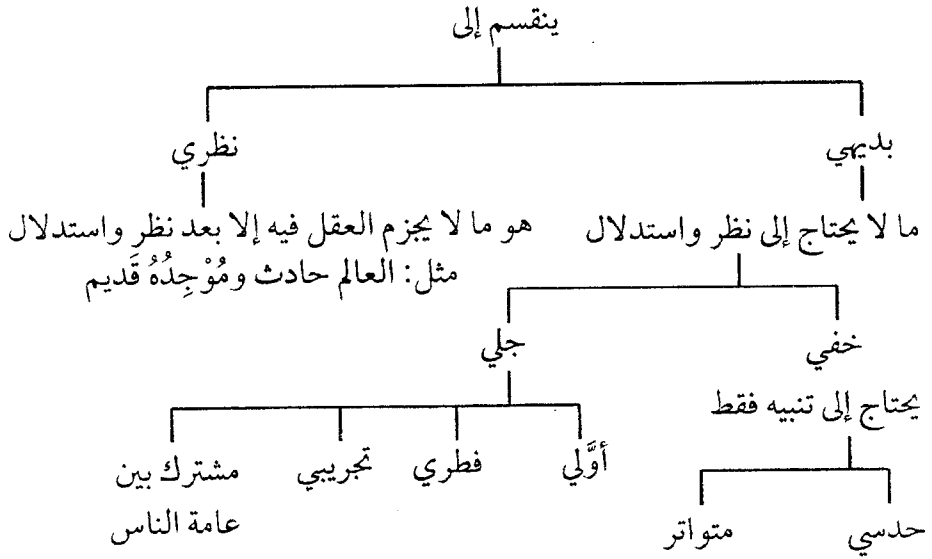 ينقسم إلى
بديهي
نظري
ما لا يحتاج إلى نظر واستدلال
هو ما لا يجزم العقل فيه إلا بعد نظر واستدلال
مثل: العالم حادث ومُوْجِدُهُ قَديم
خفي
جلي
يحتاج إلى تنبيه فقط
أوَّلي
فطري
تجريبي
مشترك بين
عامة الناس
حدسي
متواتر